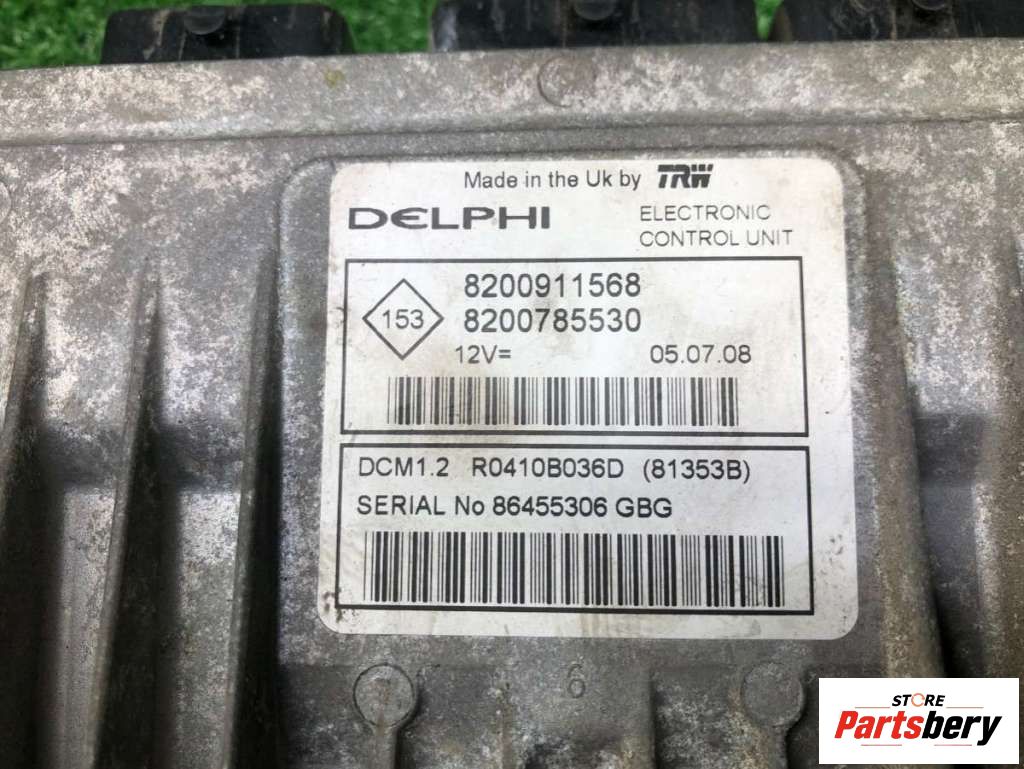 Made in the Uk by TRW
DELPHI
ELECTRONIC
CONTROL UNIT
8200911568
153
8200785530
12V= 05.07.08
DCM1.2 R0410B036D (81353B)
SERIAL No 86455306 GBG
6
STORE
Partsbery